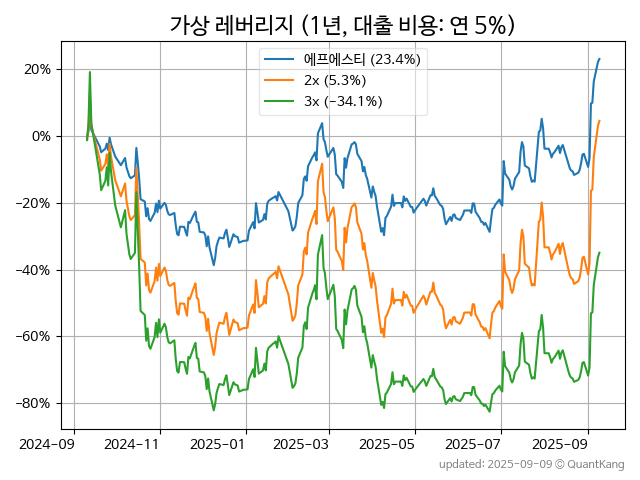 가상 레버리지 (1년, 대출 비용: 연 5%)
에프에스티 (23.4%)
2x (5.3%)
3x (−34.1%)
20%
0%
−20%
−40%
−60%
−80%
2024-09
2024-11
2025-01
2025-03
2025-05
2025-07
2025-09
updated: 2025-09-09 © QuantKang